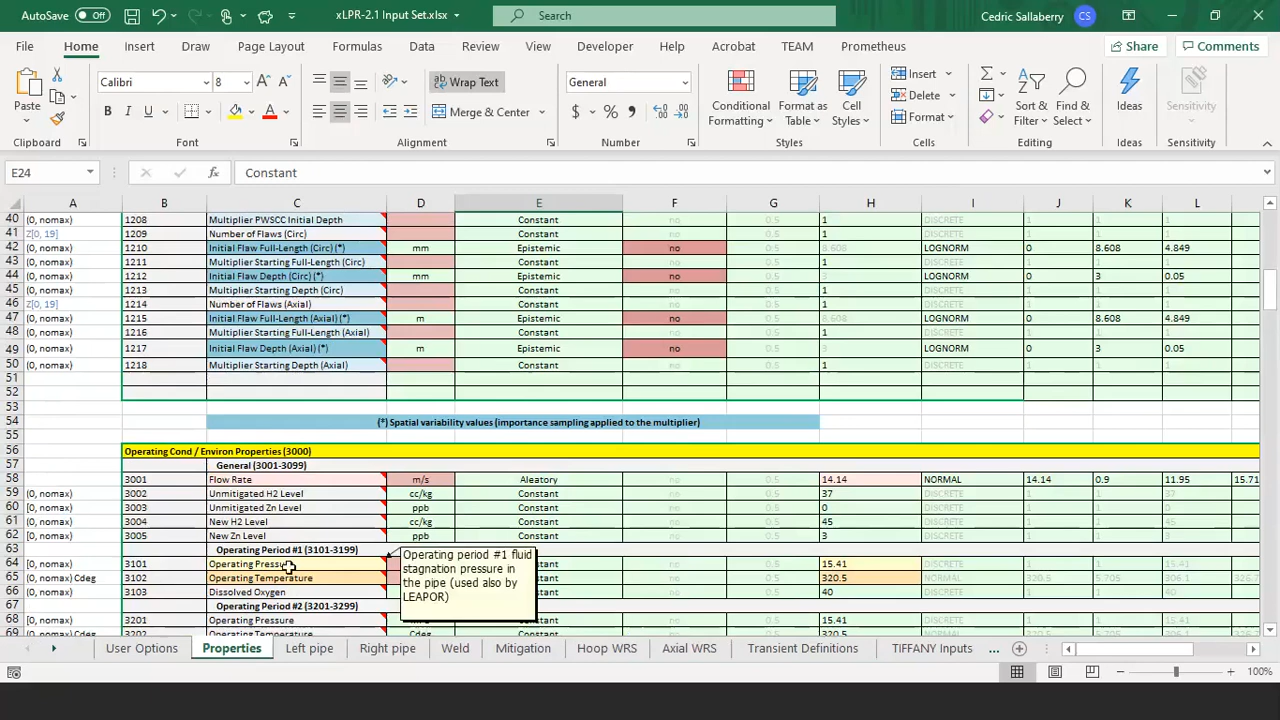 AutoSave Off xLPR-2.1 Input Set.xlsx Search Cedric Sallaberry CS
File Home Insert Draw Page Layout Formulas Data Review View Developer Help Acrobat TEAM Prometheus Share Comments
Paste Calibri 8 Wrap Text General Conditional Formatting Format as Table Cell Styles Insert Sort & Filter Find & Select Ideas Sensitivity
B I U Merge & Center $ % Delete Format
Clipboard Font Alignment Number Styles Cells Editing Ideas Sensitivity
E24 fx Constant
A B C D E F G H I J K L
40 (0, nomax) 1208 Multiplier PWSCC Initial Depth Constant no 0.5 1 DISCRETE 1 1 1
41 Z[0, 19] 1209 Number of Flaws (Circ) Constant no 0.5 1 DISCRETE 1 1 1
42 (0, nomax) 1210 Initial Flaw Full-Length (Circ) (*) mm Epistemic no 0.5 8.608 LOGNORM 0 8.608 4.849
43 (0, nomax) 1211 Multiplier Starting Full-Length (Circ) Constant no 0.5 1 DISCRETE 1 1 1
44 (0, nomax) 1212 Initial Flaw Depth (Circ) (*) mm Epistemic no 0.5 3 LOGNORM 0 3 0.05
45 (0, nomax) 1213 Multiplier Starting Depth (Circ) Constant no 0.5 1 DISCRETE 1 1 1
46 Z[0, 19] 1214 Number of Flaws (Axial) Constant no 0.5 1 DISCRETE 1 1 1
47 (0, nomax) 1215 Initial Flaw Full-Length (Axial) (*) m Epistemic no 0.5 8.608 LOGNORM 0 8.608 4.849
48 (0, nomax) 1216 Multiplier Starting Full-Length (Axial) Constant no 0.5 1 DISCRETE 1 1 1
49 (0, nomax) 1217 Initial Flaw Depth (Axial) (*) m Epistemic no 0.5 3 LOGNORM 0 3 0.05
50 (0, nomax) 1218 Multiplier Starting Depth (Axial) Constant no 0.5 1 DISCRETE 1 1 1
51
52
53
54 (*) Spatial variability values (importance sampling applied to the multiplier)
55
56 Operating Cond / Environ Properties (3000)
57 General (3001-3099)
58 3001 Flow Rate m/s Aleatory no 0.5 14.14 NORMAL 14.14 0.9 11.95 15.71
59 (0, nomax) 3002 Unmitigated H2 Level cc/kg Constant no 0.5 37 DISCRETE 37
60 [0, nomax) 3003 Unmitigated Zn Level ppb Constant no 0.5 0 DISCRETE
61 (0, nomax) 3004 New H2 Level cc/kg Constant no 0.5 45 DISCRETE 45
62 [0, nomax) 3005 New Zn Level ppb Constant no 0.5 3 DISCRETE
63 Operating Period #1 (3101-3199)
64 [0, nomax) 3101 Operating Pressu no 0.5 15.41 DISCRETE 15.41
65 (0, nomax) Cdeg 3102 Operating Temperature no 0.5 320.5 NORMAL 320.5 5.705 306.1
66 [0, nomax) 3103 Dissolved Oxygen no 0.5 40 DISCRETE 40
Operating period #1 fluid
stagnation pressure in
the pipe (used also by
LEAPOR)
67 Operating Period #2 (3201-3299)
68 [0, nomax) 3201 Operating Pressure Constant no 0.5 15.41 DISCRETE 15.41
69 (0, nomax) Cdeg 3202 Operating Temperature Cdeg Constant no 0.5 320.5 NORMAL 320.5 5.705 306.1
User Options Properties Left pipe Right pipe Weld Mitigation Hoop WRS Axial WRS Transient Definitions TIFFANY Inputs ...
100%